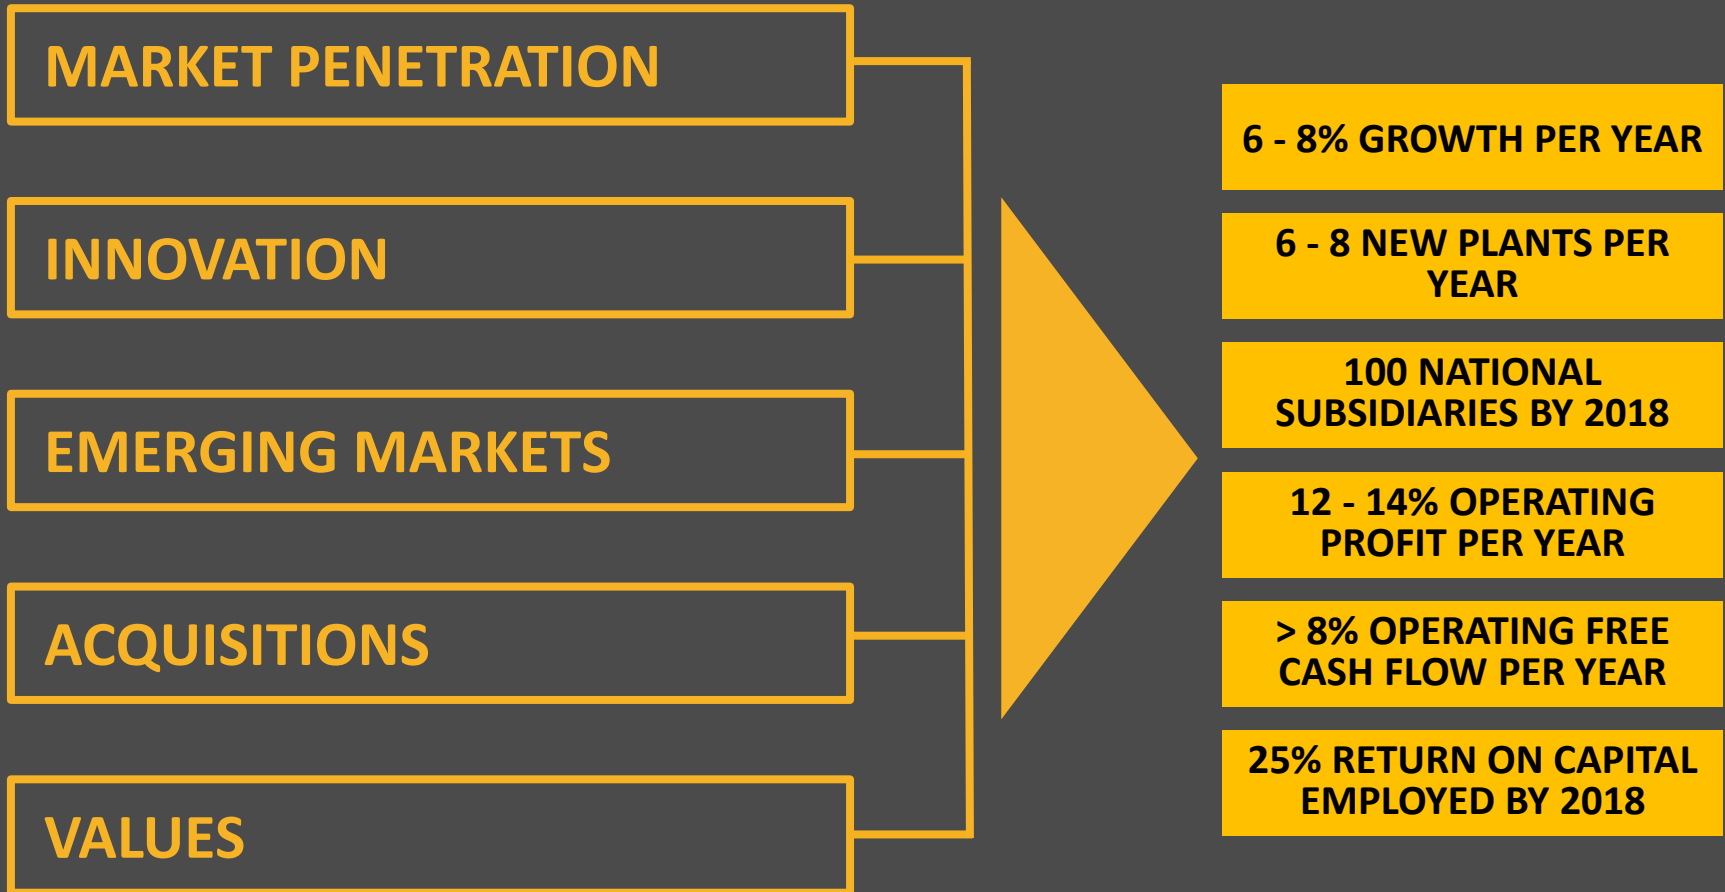 MARKET PENETRATION
INNOVATION
EMERGING MARKETS
ACQUISITIONS
VALUES
6 - 8% GROWTH PER YEAR
6 - 8 NEW PLANTS PER
YEAR
100 NATIONAL
SUBSIDIARIES BY 2018
12 - 14% OPERATING
PROFIT PER YEAR
> 8% OPERATING FREE
CASH FLOW PER YEAR
25% RETURN ON CAPITAL
EMPLOYED BY 2018